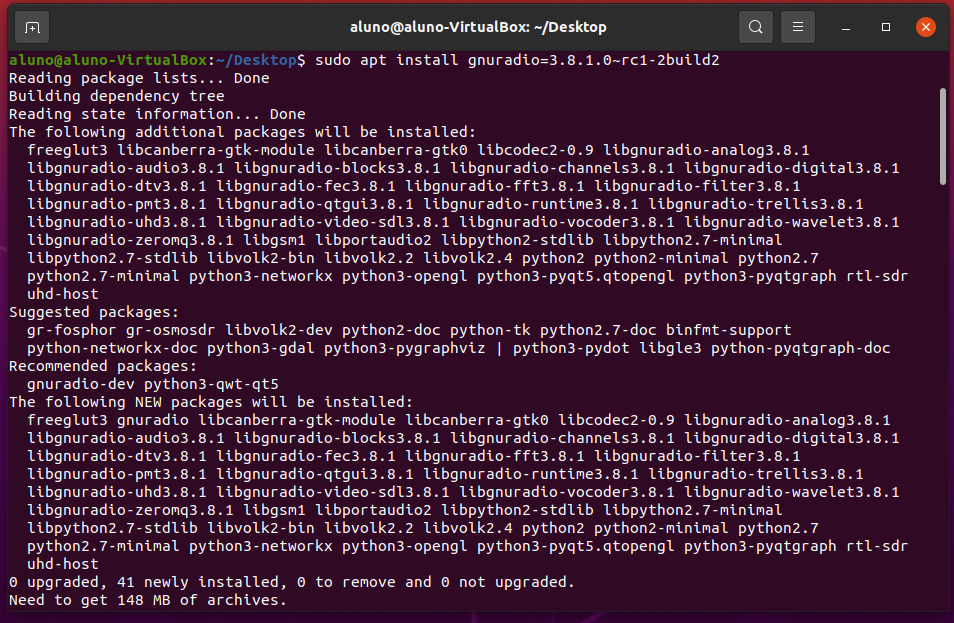 aluno@aluno-VirtualBox: ~/Desktop
aluno@aluno-VirtualBox:~/Desktop$ sudo apt install gnuradio=3.8.1.0~rc1-2build2
Reading package lists... Done
Building dependency tree
Reading state information... Done
The following additional packages will be installed:
  freeglut3 libcanberra-gtk-module libcanberra-gtk0 libcodec2-0.9 libgnuradio-analog3.8.1
  libgnuradio-audio3.8.1 libgnuradio-blocks3.8.1 libgnuradio-channels3.8.1 libgnuradio-digital3.8.1
  libgnuradio-dtv3.8.1 libgnuradio-fec3.8.1 libgnuradio-fft3.8.1 libgnuradio-filter3.8.1
  libgnuradio-pmt3.8.1 libgnuradio-qtgui3.8.1 libgnuradio-runtime3.8.1 libgnuradio-trellis3.8.1
  libgnuradio-uhd3.8.1 libgnuradio-video-sdl3.8.1 libgnuradio-vocoder3.8.1 libgnuradio-wavelet3.8.1
  libgnuradio-zeromq3.8.1 libgsm1 libportaudio2 libpython2-stdlib libpython2.7-minimal
  libpython2.7-stdlib libvolk2-bin libvolk2.2 libvolk2.4 python2 python2-minimal python2.7
  python2.7-minimal python3-networkx python3-opengl python3-pyqt5.qtopengl python3-pyqtgraph rtl-sdr
  uhd-host
Suggested packages:
  gr-fosphor gr-osmosdr libvolk2-dev python2-doc python-tk python2.7-doc binfmt-support
  python-networkx-doc python3-gdal python3-pygraphviz | python3-pydot libgle3 python-pyqtgraph-doc
Recommended packages:
  gnuradio-dev python3-qwt-qt5
The following NEW packages will be installed:
  freeglut3 gnuradio libcanberra-gtk-module libcanberra-gtk0 libcodec2-0.9 libgnuradio-analog3.8.1
  libgnuradio-audio3.8.1 libgnuradio-blocks3.8.1 libgnuradio-channels3.8.1 libgnuradio-digital3.8.1
  libgnuradio-dtv3.8.1 libgnuradio-fec3.8.1 libgnuradio-fft3.8.1 libgnuradio-filter3.8.1
  libgnuradio-pmt3.8.1 libgnuradio-qtgui3.8.1 libgnuradio-runtime3.8.1 libgnuradio-trellis3.8.1
  libgnuradio-uhd3.8.1 libgnuradio-video-sdl3.8.1 libgnuradio-vocoder3.8.1 libgnuradio-wavelet3.8.1
  libgnuradio-zeromq3.8.1 libgsm1 libportaudio2 libpython2-stdlib libpython2.7-minimal
  libpython2.7-stdlib libvolk2-bin libvolk2.2 libvolk2.4 python2 python2-minimal python2.7
  python2.7-minimal python3-networkx python3-opengl python3-pyqt5.qtopengl python3-pyqtgraph rtl-sdr
  uhd-host
0 upgraded, 41 newly installed, 0 to remove and 0 not upgraded.
Need to get 148 MB of archives.